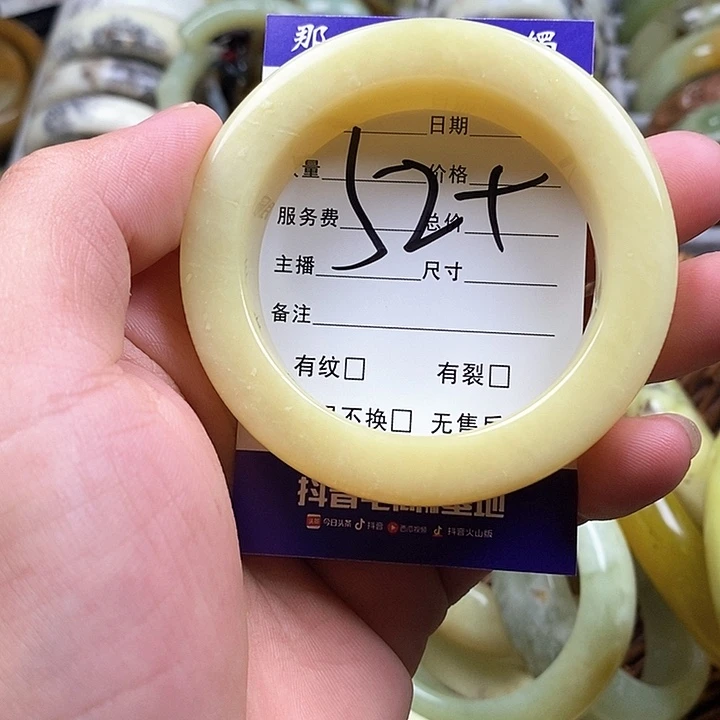 那 镯
日期
量 价格
52+
服务费 总价
主播 尺寸
备注
有纹□ 有裂□
不换□ 无售后
抖音
今日头条 抖音 西瓜视频 抖音火山版